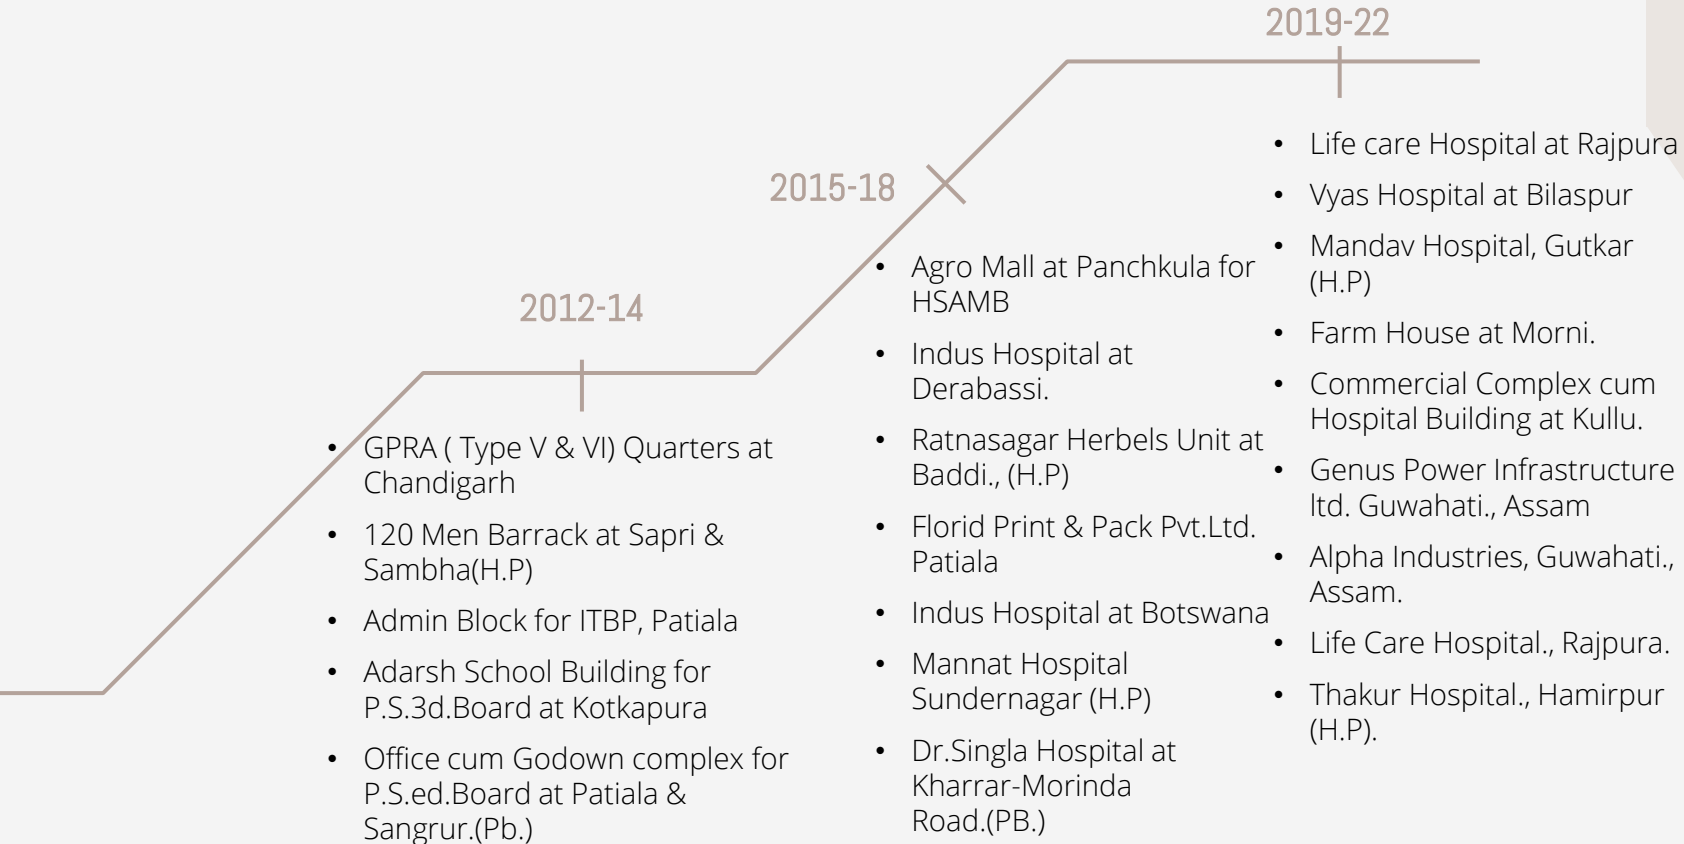 2012-14
• GPRA ( Type V & VI) Quarters at
Chandigarh
• 120 Men Barrack at Sapri &
Sambha(H.P)
• Admin Block for ITBP, Patiala
• Adarsh School Building for
P.S.3d.Board at Kotkapura
• Office cum Godown complex for
P.S.ed.Board at Patiala &
Sangrur.(Pb.)
2015-18
• Agro Mall at Panchkula for
HSAMB
• Indus Hospital at
Derabassi.
• Ratnasagar Herbels Unit at
Baddi., (H.P)
• Florid Print & Pack Pvt.Ltd.
Patiala
• Indus Hospital at Botswana
• Mannat Hospital
Sundernagar (H.P)
• Dr.Singla Hospital at
Kharrar-Morinda
Road.(PB.)
2019-22
• Life care Hospital at Rajpura
• Vyas Hospital at Bilaspur
• Mandav Hospital, Gutkar
(H.P)
• Farm House at Morni.
• Commercial Complex cum
Hospital Building at Kullu.
• Genus Power Infrastructure
ltd. Guwahati., Assam
• Alpha Industries, Guwahati.,
Assam.
• Life Care Hospital., Rajpura.
• Thakur Hospital., Hamirpur
(H.P).